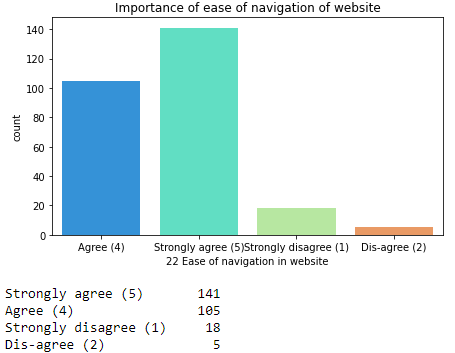 Importance of ease of navigation of website
140
120
100
80
60
40
20
0
count
Agree (4) Strongly agree (5) Strongly disagree (1) Dis-agree (2)
22 Ease of navigation in website
Strongly agree (5) 141
Agree (4) 105
Strongly disagree (1) 18
Dis-agree (2) 5